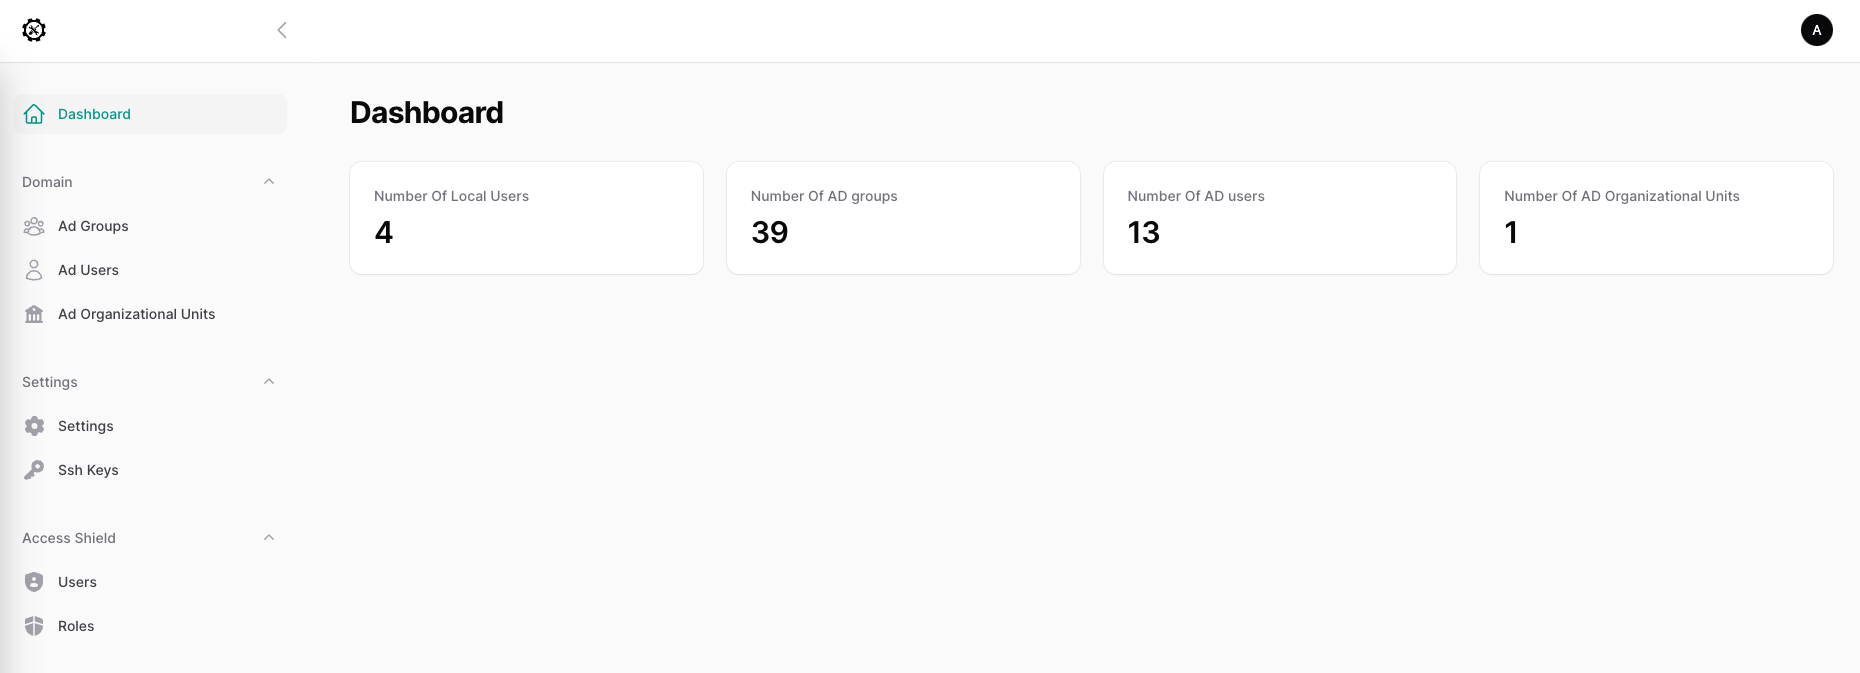 A
Dashboard
Domain
Ad Groups
Ad Users
Ad Organizational Units
Settings
Settings
Ssh Keys
Access Shield
Users
Roles
Dashboard
Number Of Local Users
4
Number Of AD groups
39
Number Of AD users
13
Number Of AD Organizational Units
1